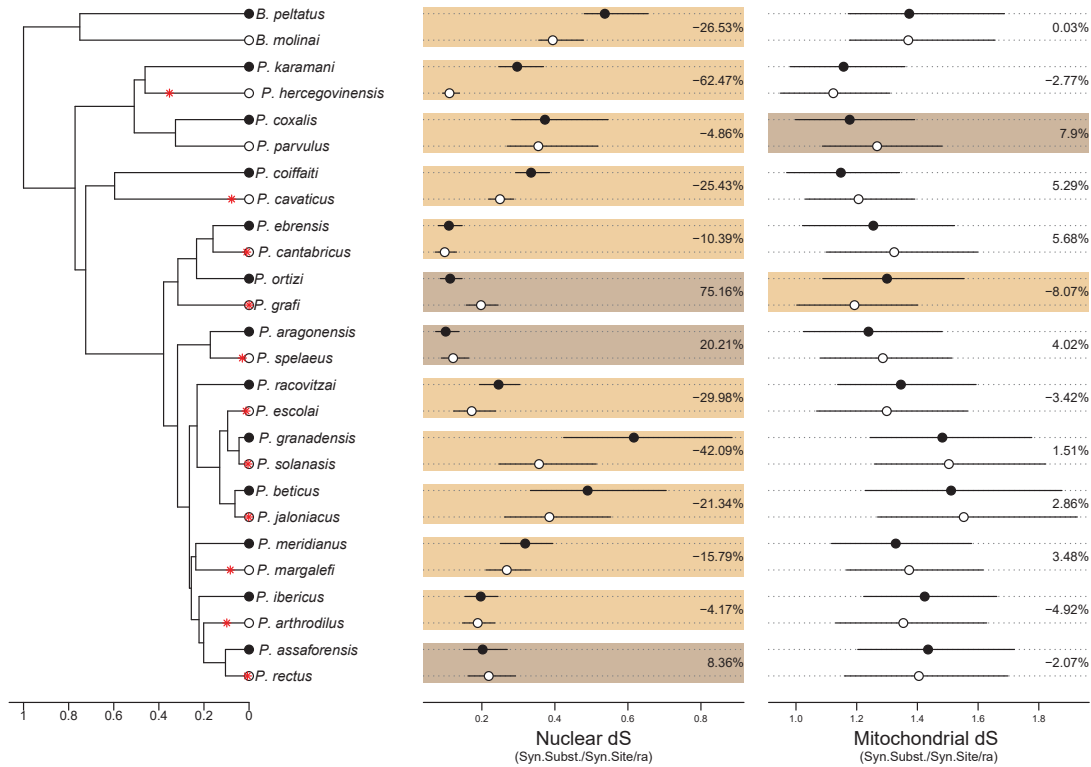 B. peltatus
B. molinai
−26.53%
0.03%
P. karamani
P. hercegovinensis
−62.47%
−2.77%
P. coxalis
P. parvulus
−4.86%
7.9%
P. coiffaiti
P. cavaticus
−25.43%
5.29%
P. ebrensis
P. cantabricus
−10.39%
5.68%
P. ortizi
P. grafi
75.16%
−8.07%
P. aragonensis
P. spelaeus
20.21%
4.02%
P. racovitzai
P. escolai
−29.98%
−3.42%
P. granadensis
P. solanasis
−42.09%
1.51%
P. beticus
P. jaloniacus
−21.34%
2.86%
P. meridianus
P. margalefi
−15.79%
3.48%
P. ibericus
P. arthrodilus
−4.17%
−4.92%
P. assaforensis
P. rectus
8.36%
−2.07%
1 0.8 0.6 0.4 0.2 0
0.2 0.4 0.6 0.8
Nuclear dS
(Syn.Subst./Syn.Site/ra)
1.0 1.2 1.4 1.6 1.8
Mitochondrial dS
(Syn.Subst./Syn.Site/ra)